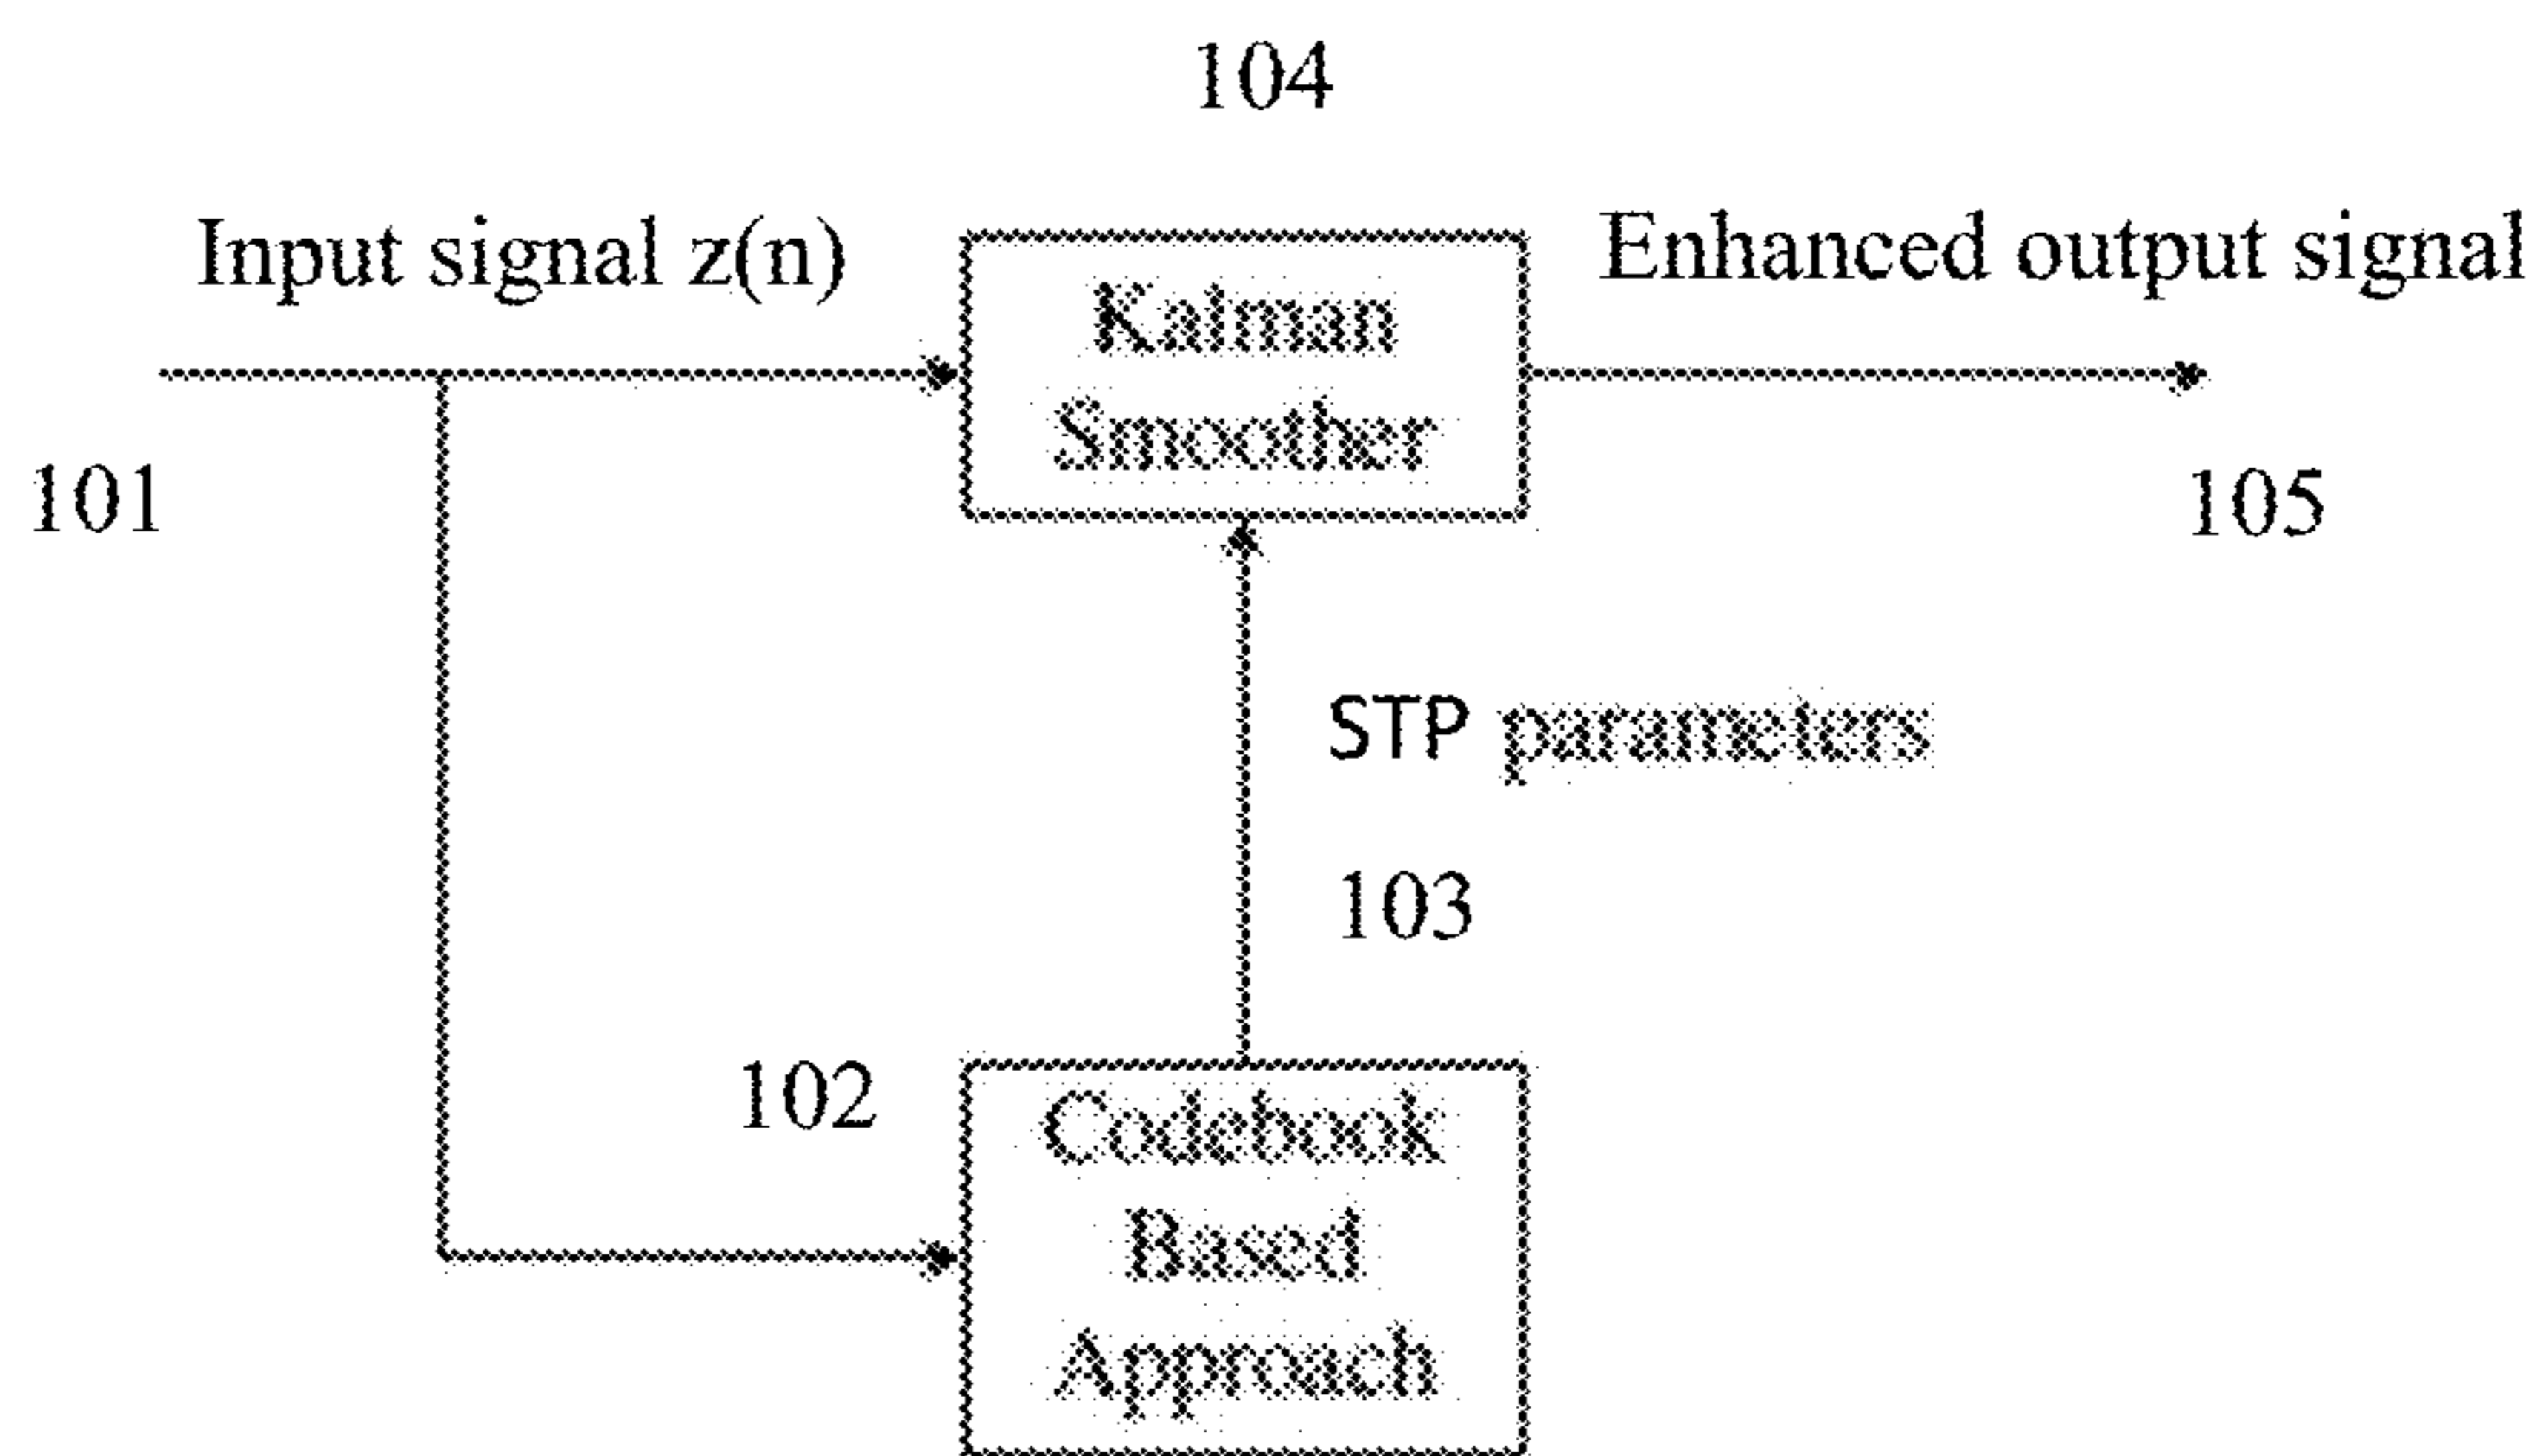 104
Input signal z(n)
Enhanced output signal
Kalman
Smoother
101
105
STP parameters
103
102
Codebook
Based
Approach